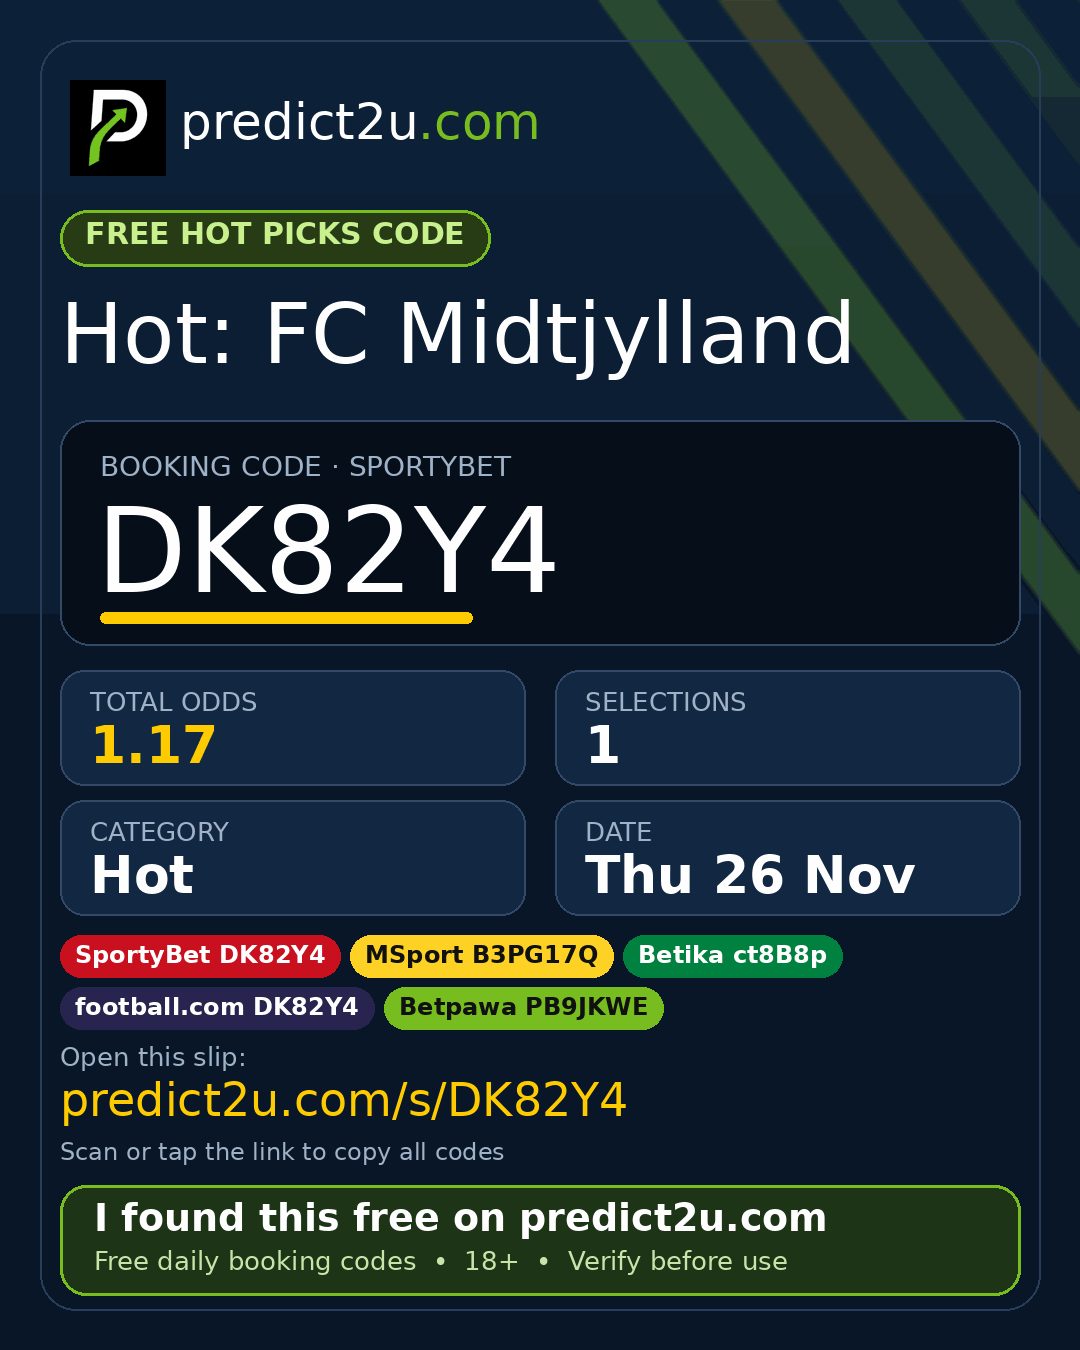 predict2u.com
FREE HOT PICKS CODE
Hot: FC Midtjylland
BOOKING CODE · SPORTYBET
DK82Y4
TOTAL ODDS
1.17
SELECTIONS
1
CATEGORY
Hot
DATE
Thu 26 Nov
SportyBet DK82Y4
MSport B3PG17Q
Betika ct8B8p
football.com DK82Y4
Betpawa PB9JKWE
Open this slip:
predict2u.com/s/DK82Y4
Scan or tap the link to copy all codes
I found this free on predict2u.com
Free daily booking codes • 18+ • Verify before use